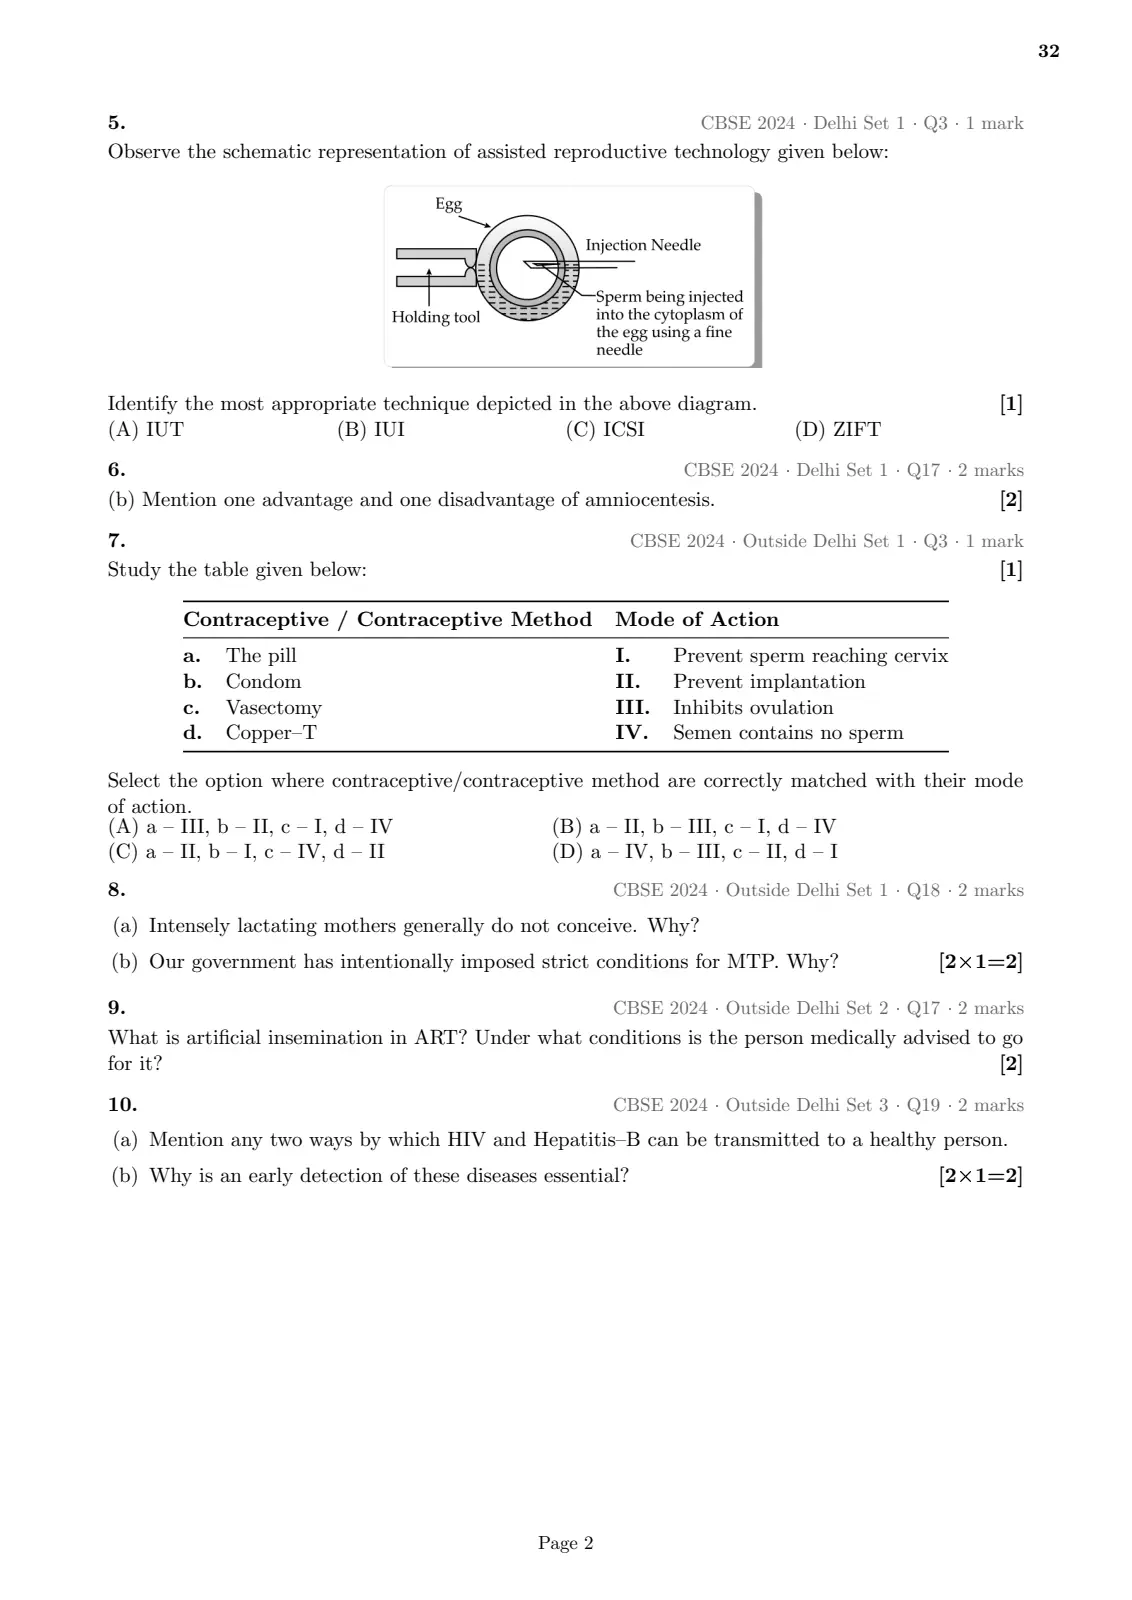 32
5. CBSE 2024 · Delhi Set 1 · Q3 · 1 mark
Observe the schematic representation of assisted reproductive technology given below:
Egg
Injection Needle
Holding tool
Sperm being injected
into the cytoplasm of
the egg using a fine
needle
Identify the most appropriate technique depicted in the above diagram. [1]
(A) IUT (B) IUI (C) ICSI (D) ZIFT
6. CBSE 2024 · Delhi Set 1 · Q17 · 2 marks
(b) Mention one advantage and one disadvantage of amniocentesis. [2]
7. CBSE 2024 · Outside Delhi Set 1 · Q3 · 1 mark
Study the table given below: [1]
Contraceptive / Contraceptive Method Mode of Action
a. The pill I. Prevent sperm reaching cervix
b. Condom II. Prevent implantation
c. Vasectomy III. Inhibits ovulation
d. Copper–T IV. Semen contains no sperm
Select the option where contraceptive/contraceptive method are correctly matched with their mode
of action.
(A) a – III, b – II, c – I, d – IV (B) a – II, b – III, c – I, d – IV
(C) a – II, b – I, c – IV, d – II (D) a – IV, b – III, c – II, d – I
8. CBSE 2024 · Outside Delhi Set 1 · Q18 · 2 marks
(a) Intensely lactating mothers generally do not conceive. Why?
(b) Our government has intentionally imposed strict conditions for MTP. Why? [2×1=2]
9. CBSE 2024 · Outside Delhi Set 2 · Q17 · 2 marks
What is artificial insemination in ART? Under what conditions is the person medically advised to go
for it? [2]
10. CBSE 2024 · Outside Delhi Set 3 · Q19 · 2 marks
(a) Mention any two ways by which HIV and Hepatitis–B can be transmitted to a healthy person.
(b) Why is an early detection of these diseases essential? [2×1=2]
Page 2